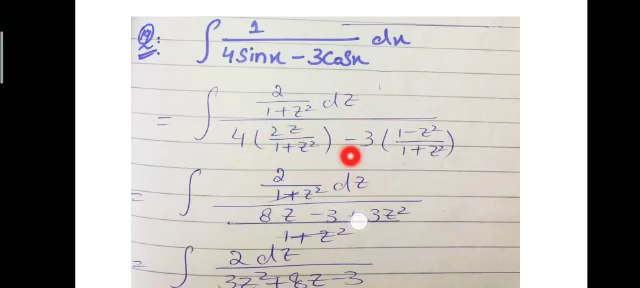 Q: ∫ 1 / (4Sinx - 3Cosx) dx
= ∫ (2 / (1+z²) dz) / (4 (2z / (1+z²)) - 3 ((1-z²) / (1+z²)))
= ∫ (2 / (1+z²) dz) / ((8z - 3 + 3z²) / (1+z²))
= ∫ 2dz / (3z²+8z-3)